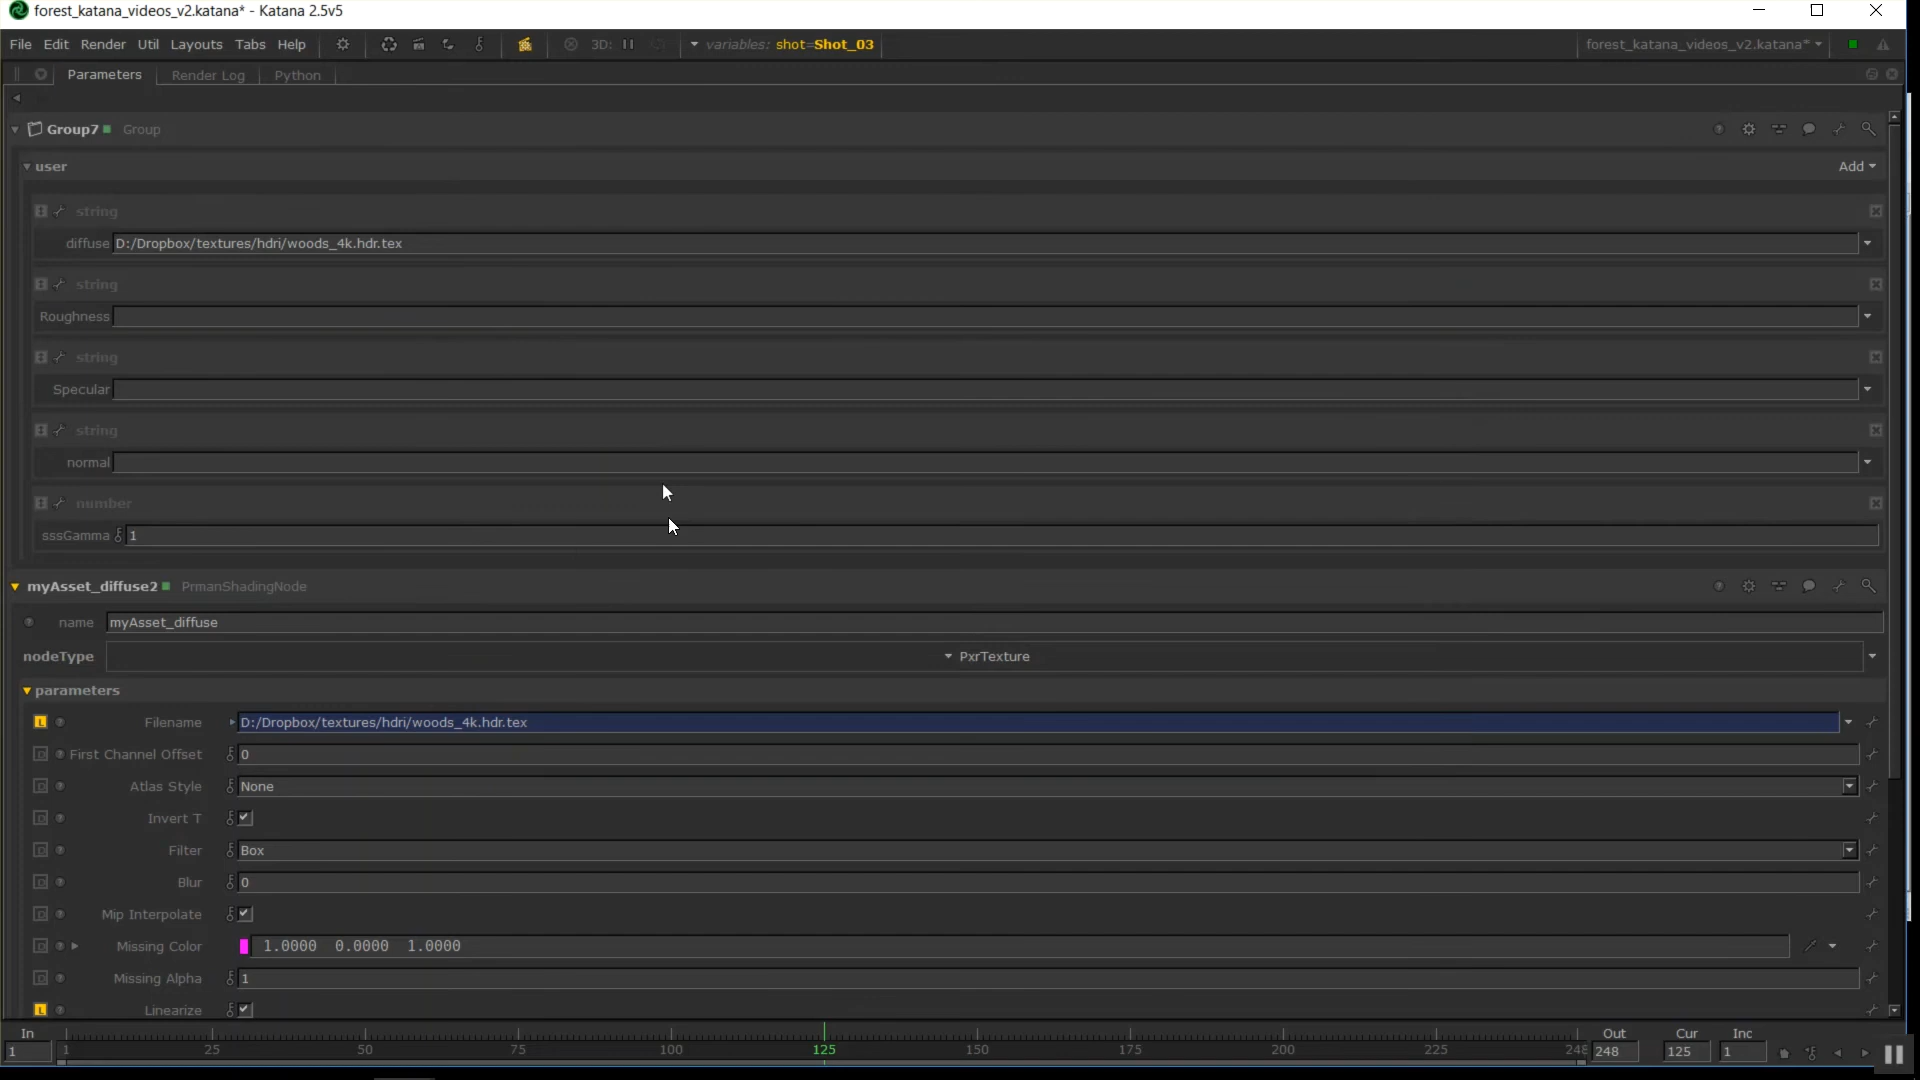 forest_katana_videos_v2.katana* - Katana 2.5v5
File Edit Render Util Layouts Tabs Help 3D: variables: shot=Shot_03 forest_katana_videos_v2.katana*
Parameters Render Log Python
Group7 Group
user Add
string
diffuse D:/Dropbox/textures/hdri/woods_4k.hdr.tex
string
Roughness
string
Specular
string
normal
number
sssGamma 1
myAsset_diffuse2 PrmanShadingNode
name myAsset_diffuse
nodeType PxrTexture
parameters
L Filename D:/Dropbox/textures/hdri/woods_4k.hdr.tex
First Channel Offset 0
Atlas Style None
Invert T
Filter Box
Blur 0
Mip Interpolate
Missing Color 1.0000 0.0000 1.0000
Missing Alpha 1
L Linearize
In Out Cur Inc
1 1 25 50 75 100 125 150 175 200 225 248 248 125 1